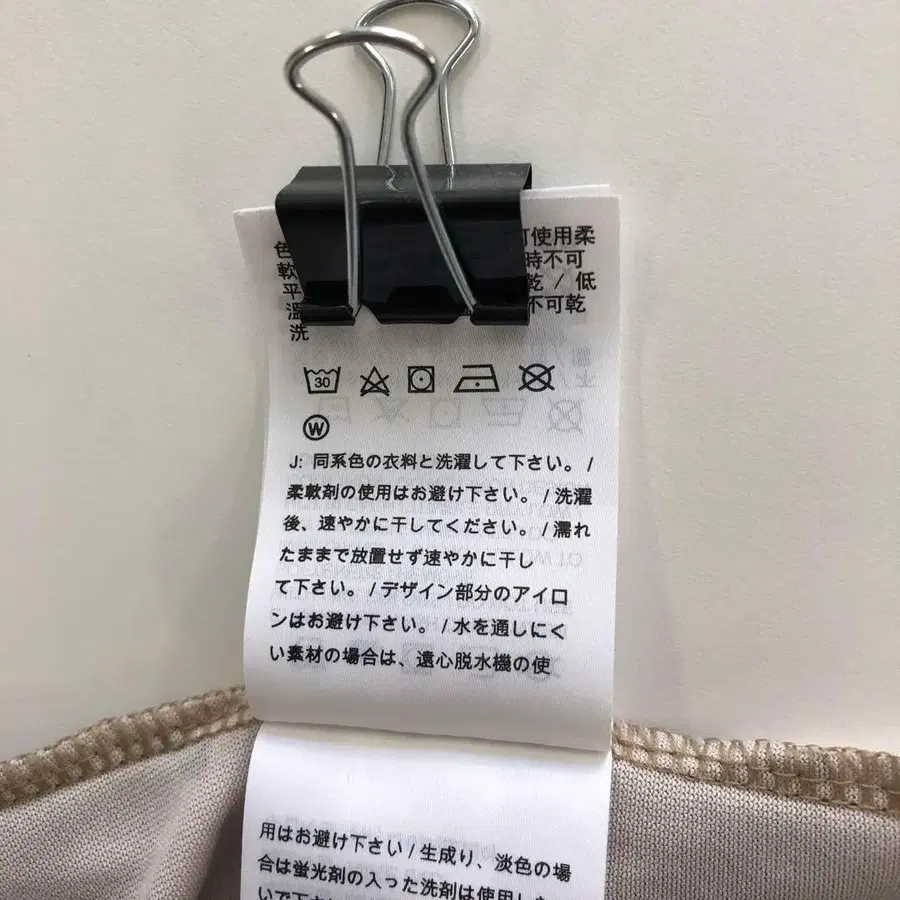 色 可使用柔
軟 時不可
平 乾 / 低
溫 不可乾
洗
30
W
J: 同系色の衣料と洗濯して下さい。/
柔軟剤の使用はお避け下さい。/ 洗濯
後、速やかに干してください。/ 濡れ
たままで放置せず速やかに干し
て下さい。/ デザイン部分のアイロ
ンはお避け下さい。/ 水を通しにく
い素材の場合は、遠心脱水機の使
用はお避け下さい / 生成り、淡色の場
合は蛍光剤の入った洗剤は使用しな
いで下さ